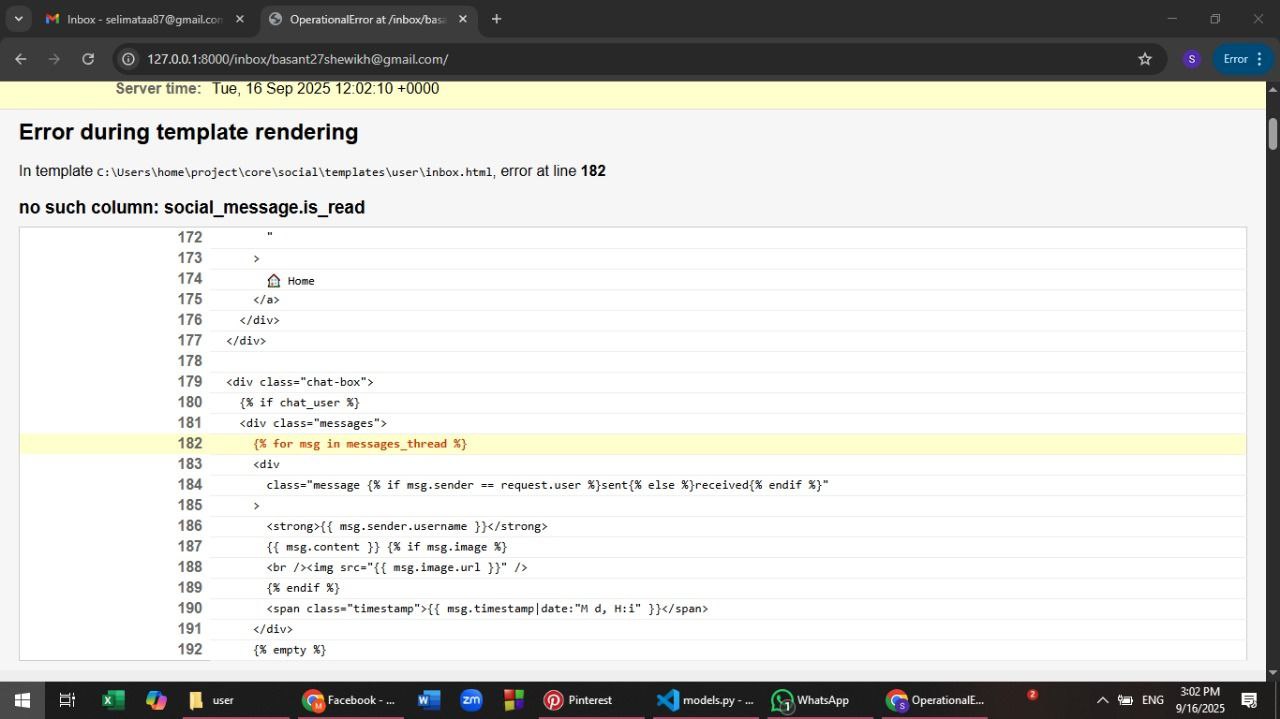 Inbox - selimataa87@gmail.con
OperationalError at /inbox/basa
127.0.0.1:8000/inbox/basant27shewikh@gmail.com/
S
Error
Server time: Tue, 16 Sep 2025 12:02:10 +0000
Error during template rendering
In template C:\Users\home\project\core\social\templates\user\inbox.html, error at line 182
no such column: social_message.is_read
172 "
173 >
174 🏠 Home
175 </a>
176 </div>
177 </div>
178
179 <div class="chat-box">
180 {% if chat_user %}
181 <div class="messages">
182 {% for msg in messages_thread %}
183 <div
184 class="message {% if msg.sender == request.user %}sent{% else %}received{% endif %}"
185 >
186 <strong>{{ msg.sender.username }}</strong>
187 {{ msg.content }} {% if msg.image %}
188 <br /><img src="{{ msg.image.url }}" />
189 {% endif %}
190 <span class="timestamp">{{ msg.timestamp|date:"M d, H:i" }}</span>
191 </div>
192 {% empty %}
user
Facebook - ...
zm
Pinterest
models.py - ...
1
WhatsApp
OperationalE...
2
ENG
3:02 PM
9/16/2025